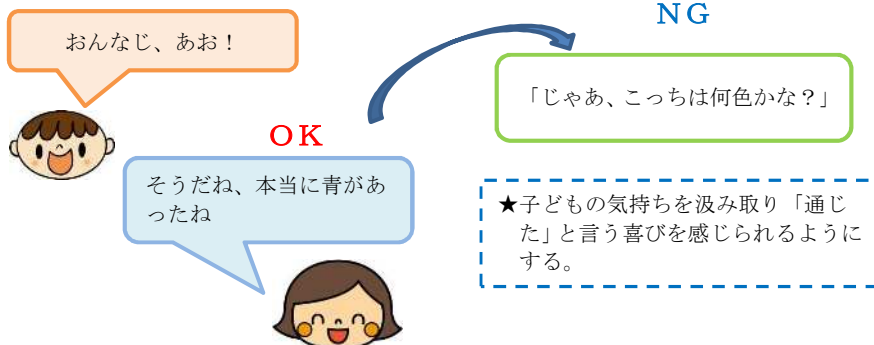 おんなじ、あお！
OK
そうだね、本当に青があ
ったね
NG
「じゃあ、こっちは何色かな？」
★子どもの気持ちを汲み取り「通じ
た」と言う喜びを感じられるように
する。